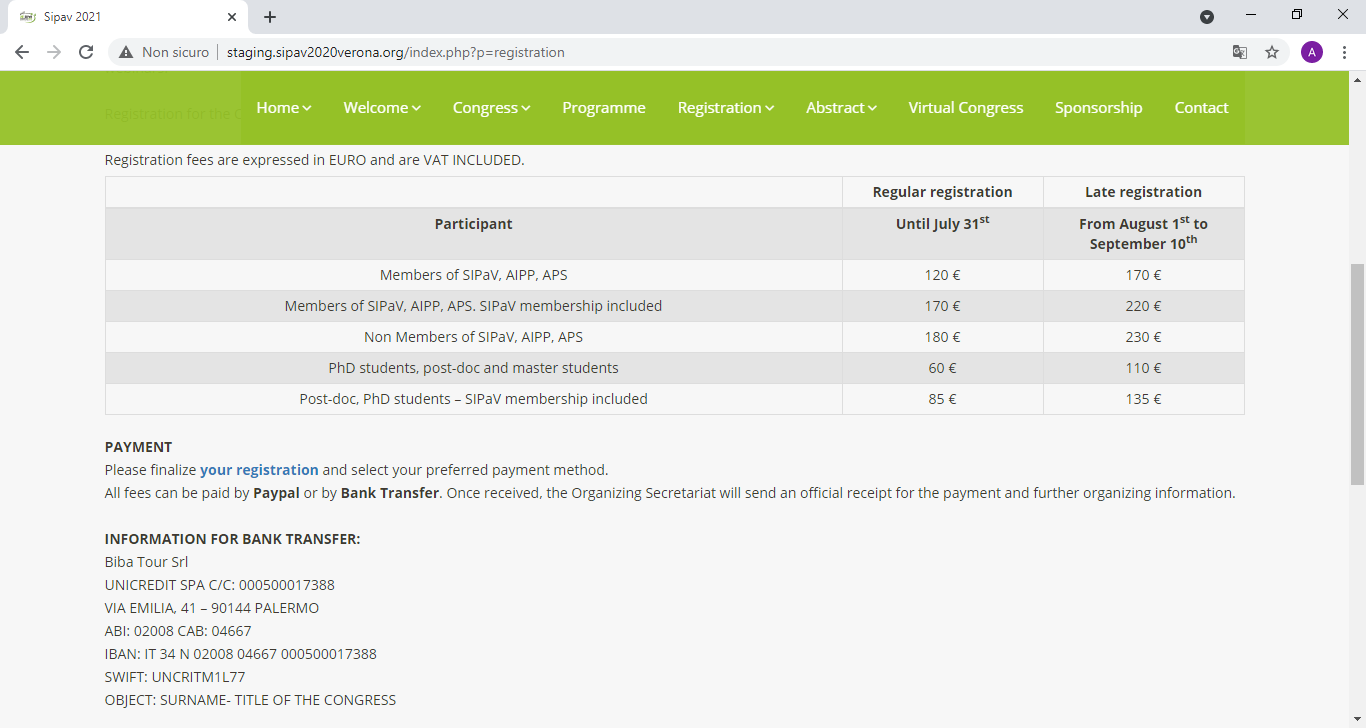 Sipav 2021
Non sicuro staging.sipav2020verona.org/index.php?p=registration
A
Registration for the C
Home Welcome Congress Programme Registration Abstract Virtual Congress Sponsorship Contact
Registration fees are expressed in EURO and are VAT INCLUDED.
Regular registration Late registration
Participant Until July 31st From August 1st to
September 10th
Members of SIPaV, AIPP, APS 120 € 170 €
Members of SIPaV, AIPP, APS. SIPaV membership included 170 € 220 €
Non Members of SIPaV, AIPP, APS 180 € 230 €
PhD students, post-doc and master students 60 € 110 €
Post-doc, PhD students – SIPaV membership included 85 € 135 €
PAYMENT
Please finalize your registration and select your preferred payment method.
All fees can be paid by Paypal or by Bank Transfer. Once received, the Organizing Secretariat will send an official receipt for the payment and further organizing information.
INFORMATION FOR BANK TRANSFER:
Biba Tour Srl
UNICREDIT SPA C/C: 000500017388
VIA EMILIA, 41 – 90144 PALERMO
ABI: 02008 CAB: 04667
IBAN: IT 34 N 02008 04667 000500017388
SWIFT: UNCRITM1L77
OBJECT: SURNAME- TITLE OF THE CONGRESS